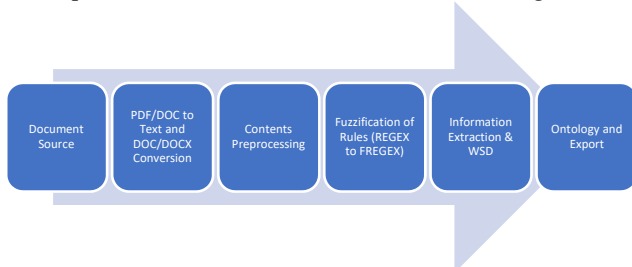 Document
Source
PDF/DOC to
Text and
DOC/DOCX
Conversion
Contents
Preprocessing
Fuzzification of
Rules (REGEX
to FREGEX)
Information
Extraction &
WSD
Ontology and
Export